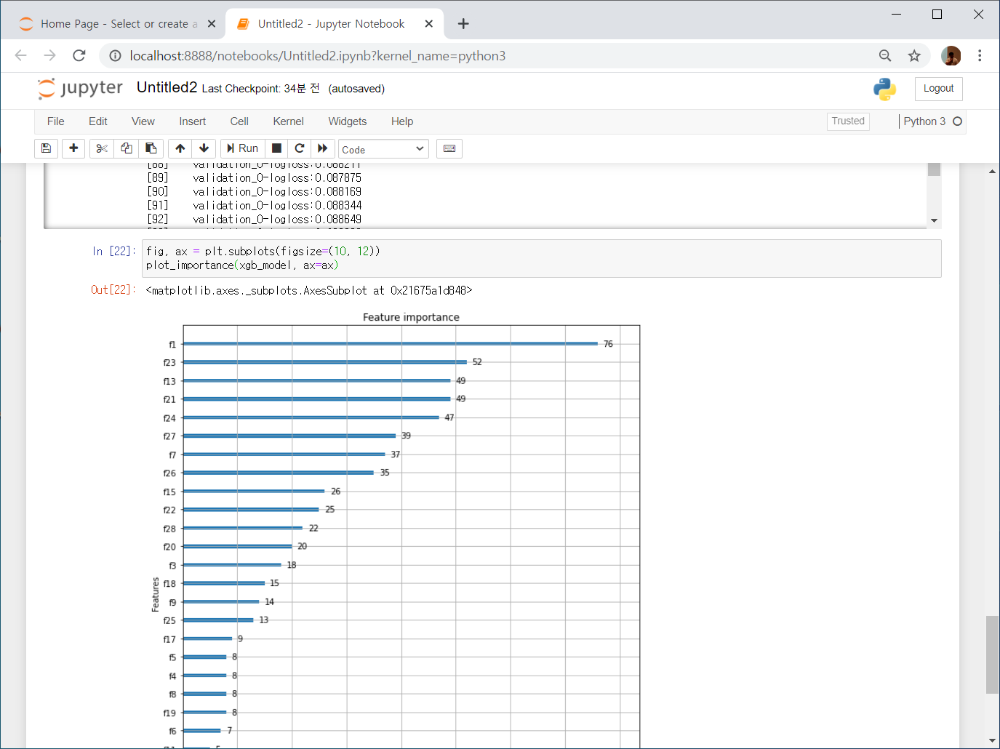 Home Page - Select or create a
Untitled2 - Jupyter Notebook
localhost:8888/notebooks/Untitled2.ipynb?kernel_name=python3
jupyter
Untitled2 Last Checkpoint: 34분 전 (autosaved)
Logout
File Edit View Insert Cell Kernel Widgets Help
Trusted
Python 3
Run
Code
[88] validation_0-logloss:0.088211
[89] validation_0-logloss:0.087875
[90] validation_0-logloss:0.088169
[91] validation_0-logloss:0.088344
[92] validation_0-logloss:0.088649
In [22]: fig, ax = plt.subplots(figsize=(10, 12))
plot_importance(xgb_model, ax=ax)
Out[22]: <matplotlib.axes._subplots.AxesSubplot at 0x21675a1d848>
Feature importance
f1 76
f23 52
f13 49
f21 49
f24 47
f27 39
f7 37
f26 35
f15 26
f22 25
f28 22
f20 20
f3 18
f18 15
f9 14
f25 13
f17 9
f5 8
f4 8
f8 8
f19 8
f6 7
Features